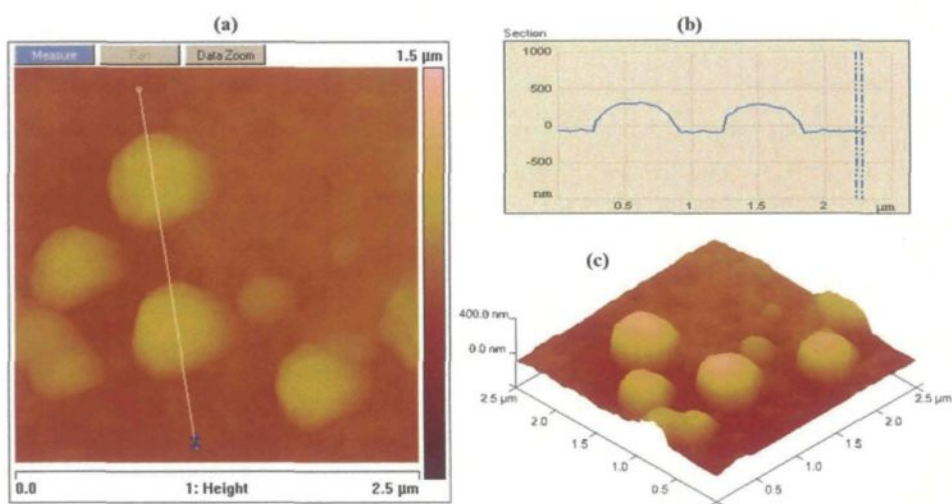 (a)
Measure Pan Data Zoom 1.5 µm
0.0 1: Height 2.5 µm
(b)
Section
1000
500
0
-500
nm
0.5 1 1.5 2 µm
(c)
400.0 nm
0.0 nm
2.5 µm
2.0
1 5
1.0
0.5
2.5 µm
2.0
1.5
1.0
0.5